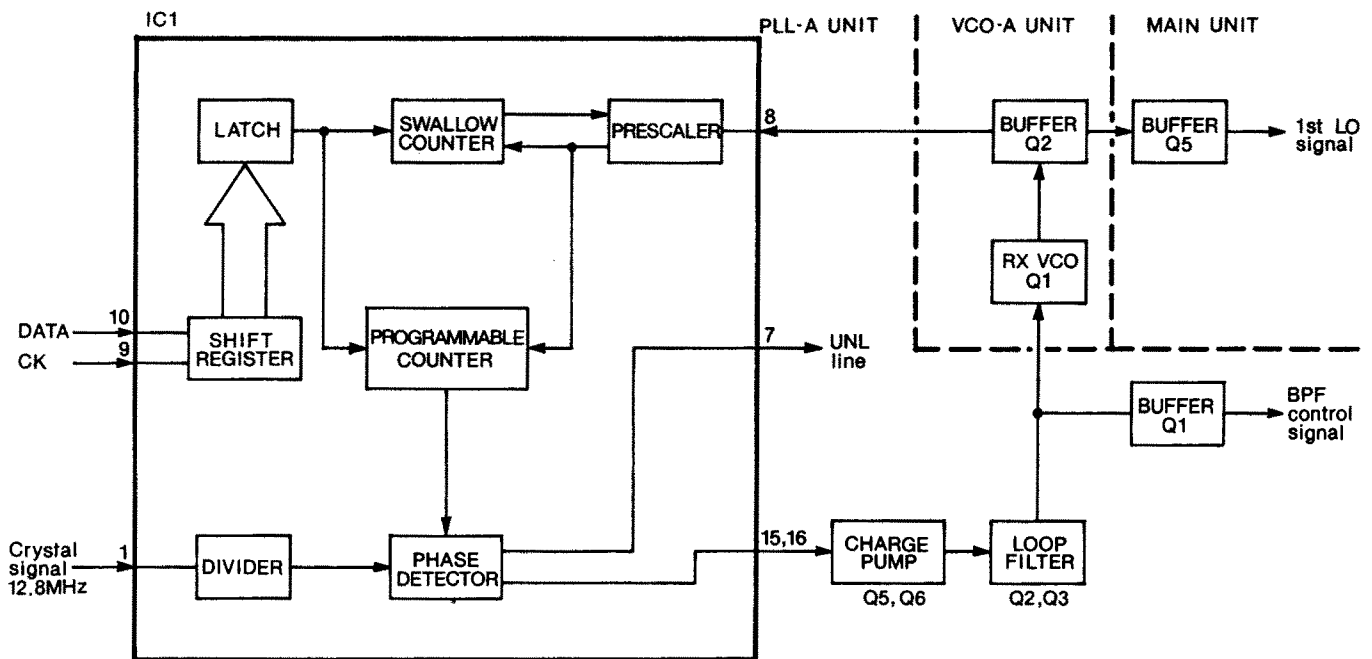 IC1
PLL-A UNIT
VCO-A UNIT
MAIN UNIT
LATCH
SWALLOW
COUNTER
PRESCALER
8
BUFFER
Q2
BUFFER
Q5
1st LO
signal
RX VCO
Q1
DATA
10
CK
9
SHIFT
REGISTER
PROGRAMMABLE
COUNTER
7
UNL
line
BUFFER
Q1
BPF
control
signal
Crystal
signal
12.8MHz
1
DIVIDER
PHASE
DETECTOR
15,16
CHARGE
PUMP
Q5, Q6
LOOP
FILTER
Q2,Q3